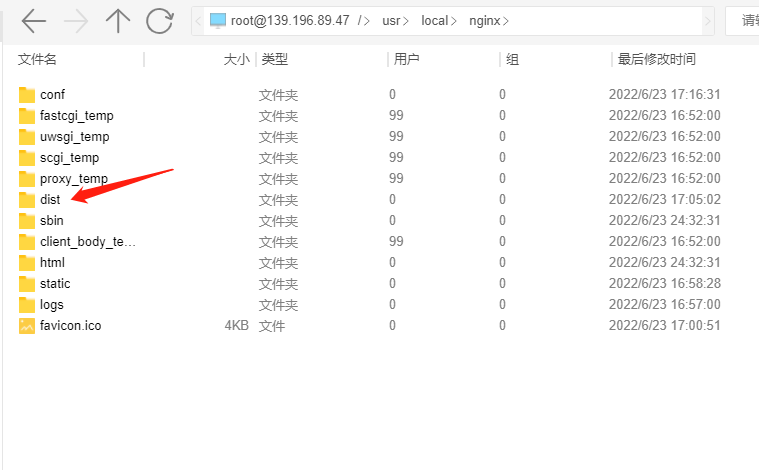 root@139.196.89.47 /> usr> local> nginx> 请输
文件名 大小 类型 用户 组 最后修改时间
conf 文件夹 0 0 2022/6/23 17:16:31
fastcgi_temp 文件夹 99 0 2022/6/23 16:52:00
uwsgi_temp 文件夹 99 0 2022/6/23 16:52:00
scgi_temp 文件夹 99 0 2022/6/23 16:52:00
proxy_temp 文件夹 99 0 2022/6/23 16:52:00
dist 文件夹 0 0 2022/6/23 17:05:02
sbin 文件夹 0 0 2022/6/23 24:32:31
client_body_te... 文件夹 99 0 2022/6/23 16:52:00
html 文件夹 0 0 2022/6/23 24:32:31
static 文件夹 0 0 2022/6/23 16:58:28
logs 文件夹 0 0 2022/6/23 16:57:00
favicon.ico 4KB 文件 0 0 2022/6/23 17:00:51